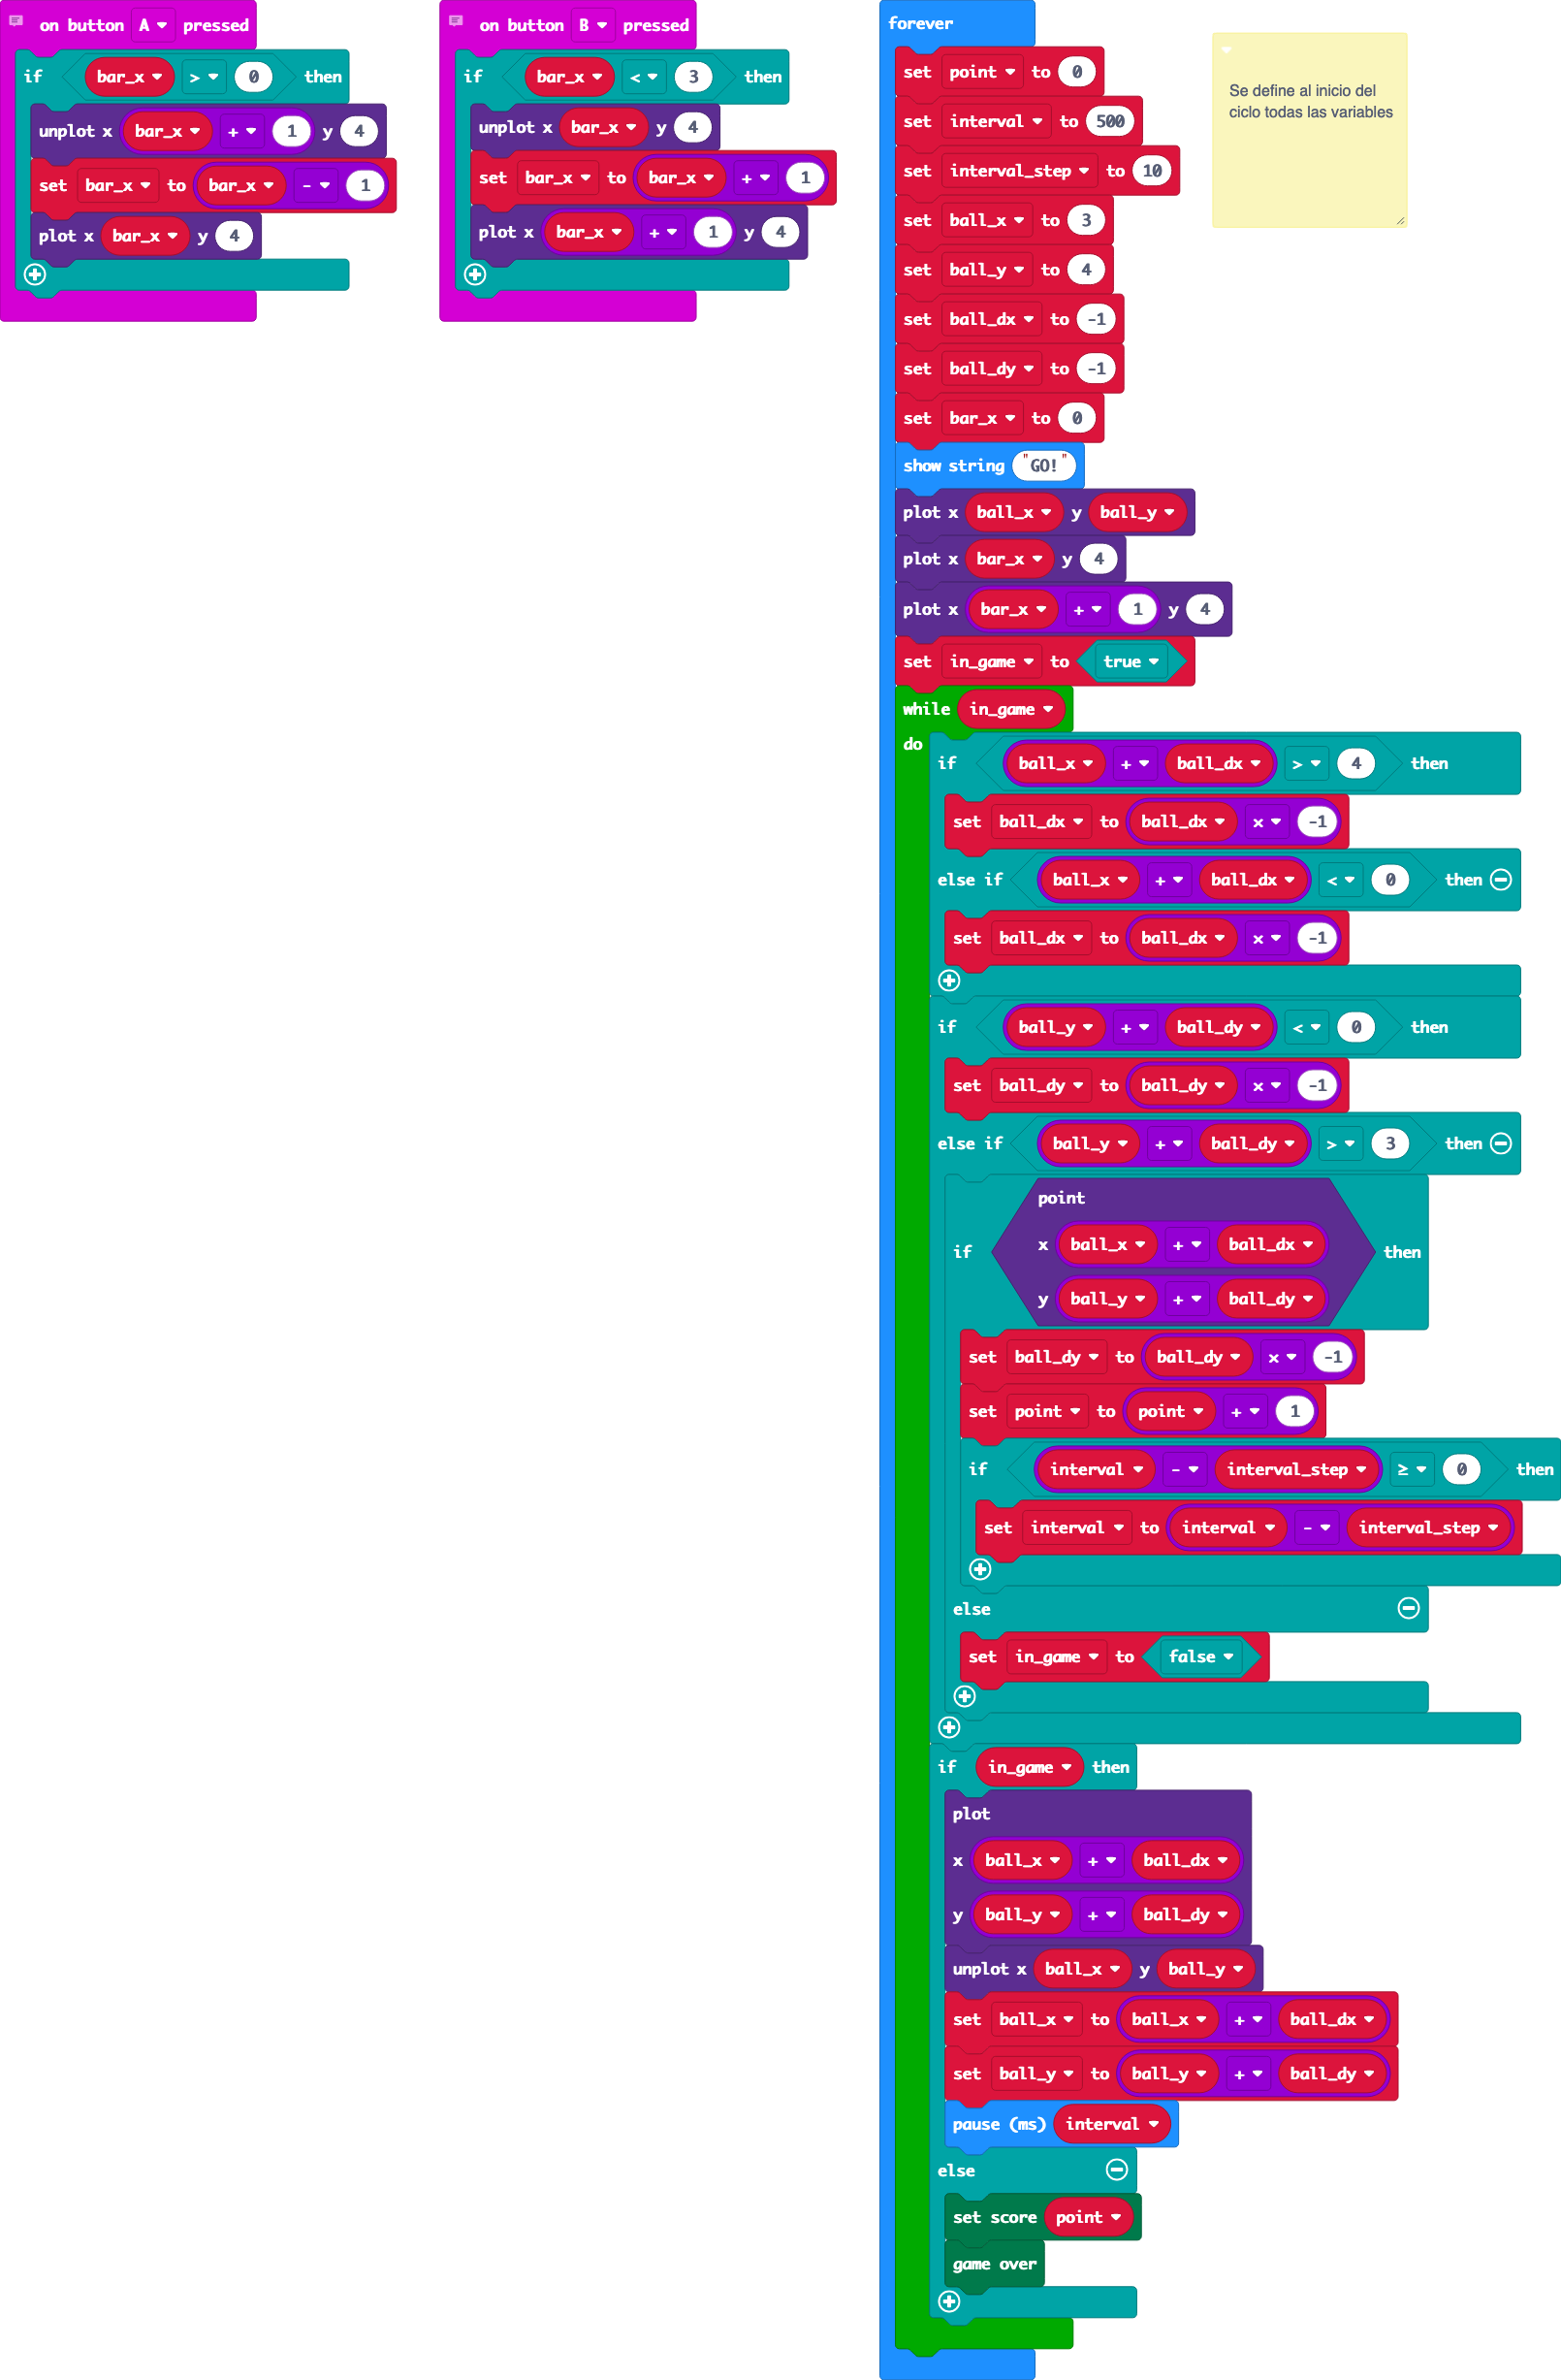 on button A pressed
if bar_x > 0 then
unplot x bar_x + 1 y 4
set bar_x to bar_x - 1
plot x bar_x y 4
on button B pressed
if bar_x < 3 then
unplot x bar_x y 4
set bar_x to bar_x + 1
plot x bar_x + 1 y 4
forever
set point to 0
set interval to 500
set interval_step to 10
set ball_x to 3
set ball_y to 4
set ball_dx to -1
set ball_dy to -1
set bar_x to 0
show string "GO!"
plot x ball_x y ball_y
plot x bar_x y 4
plot x bar_x + 1 y 4
set in_game to true
while in_game
do
if ball_x + ball_dx > 4 then
set ball_dx to ball_dx x -1
else if ball_x + ball_dx < 0 then
set ball_dx to ball_dx x -1
if ball_y + ball_dy < 0 then
set ball_dy to ball_dy x -1
else if ball_y + ball_dy > 3 then
point
if x ball_x + ball_dx then
y ball_y + ball_dy
set ball_dy to ball_dy x -1
set point to point + 1
if interval - interval_step ≥ 0 then
set interval to interval - interval_step
else
set in_game to false
if in_game then
plot
x ball_x + ball_dx
y ball_y + ball_dy
unplot x ball_x y ball_y
set ball_x to ball_x + ball_dx
set ball_y to ball_y + ball_dy
pause (ms) interval
else
set score point
game over
Se define al inicio del
ciclo todas las variables